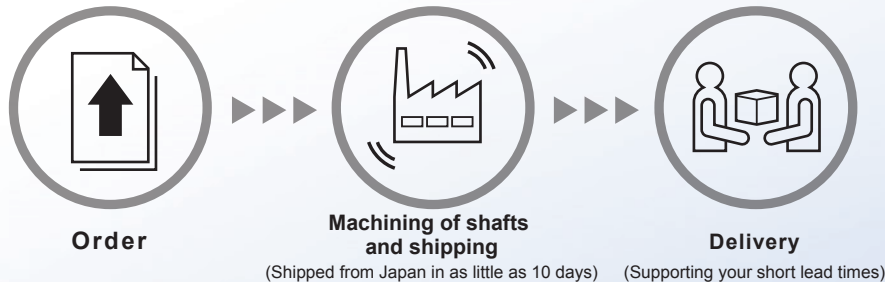 Order
Machining of shafts
and shipping
(Shipped from Japan in as little as 10 days)
Delivery
(Supporting your short lead times)